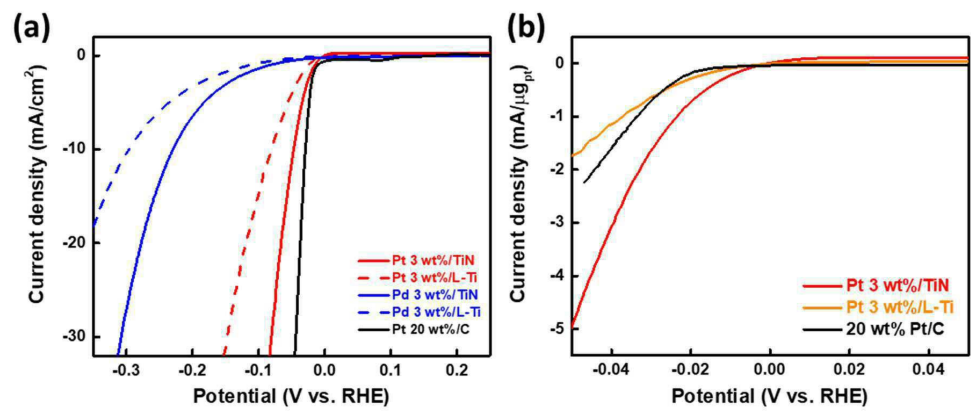 (a)
Current density (mA/cm²)
0
-10
-20
-30
Pt 3 wt%/TiN
Pt 3 wt%/L-Ti
Pd 3 wt%/TiN
Pd 3 wt%/L-Ti
Pt 20 wt%/C
-0.3 -0.2 -0.1 0.0 0.1 0.2
Potential (V vs. RHE)
(b)
Current density (mA/μgpt)
0
-1
-2
-3
-4
-5
Pt 3 wt%/TiN
Pt 3 wt%/L-Ti
20 wt% Pt/C
-0.04 -0.02 0.00 0.02 0.04
Potential (V vs. RHE)